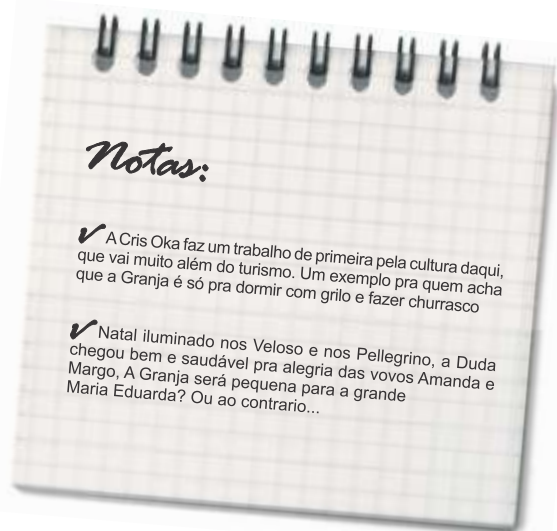 Notas:
✓ A Cris Oka faz um trabalho de primeira pela cultura daqui,
que vai muito além do turismo. Um exemplo pra quem acha
que a Granja é só pra dormir com grilo e fazer churrasco
✓ Natal iluminado nos Veloso e nos Pellegrino, a Duda
chegou bem e saudável pra alegria das vovos Amanda e
Margo, A Granja será pequena para a grande
Maria Eduarda? Ou ao contrario...